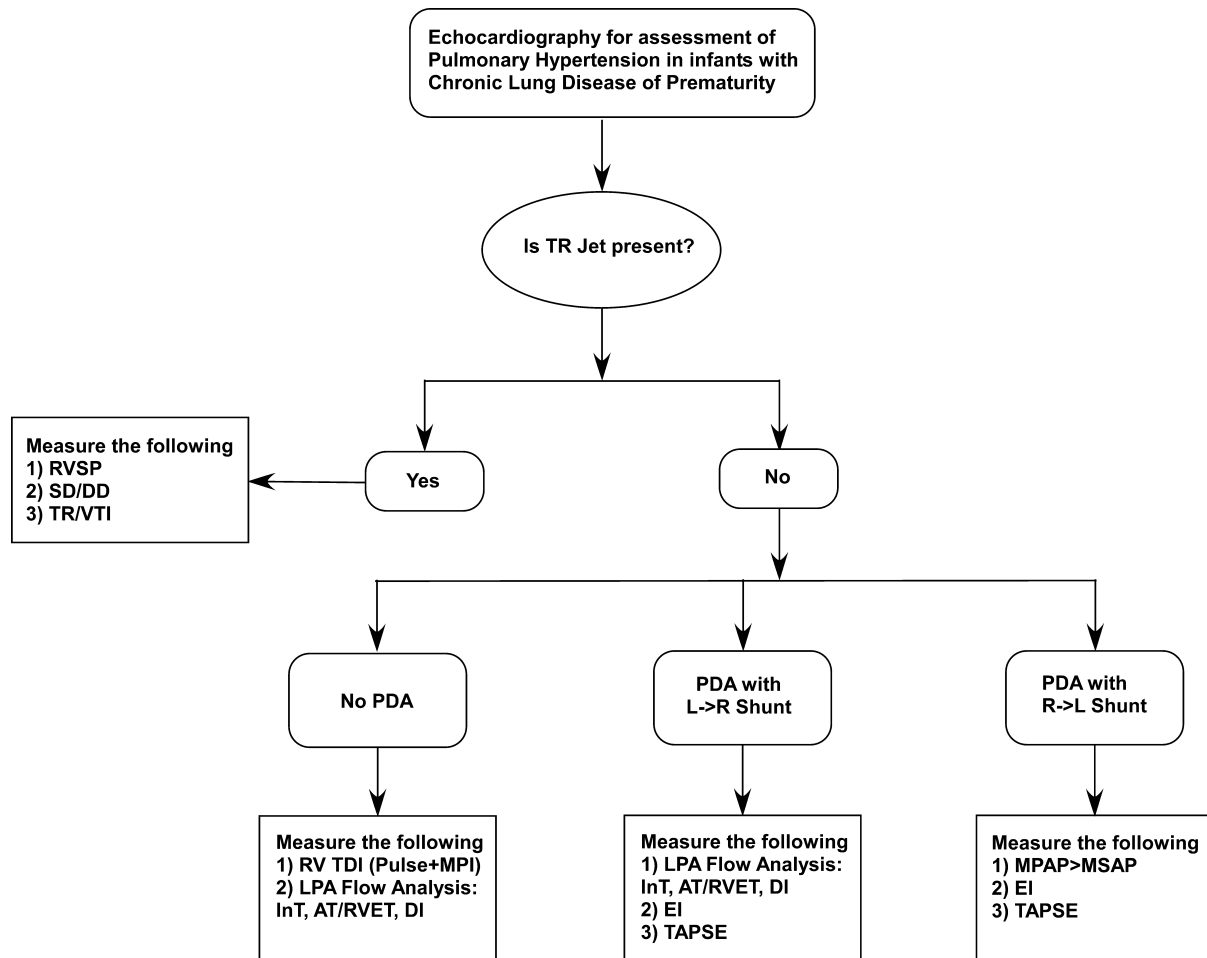 Echocardiography for assessment of
Pulmonary Hypertension in infants with
Chronic Lung Disease of Prematurity
Is TR Jet present?
Measure the following
1) RVSP
2) SD/DD
3) TR/VTI
Yes
No
No PDA
PDA with
L->R Shunt
PDA with
R->L Shunt
Measure the following
1) RV TDI (Pulse+MPI)
2) LPA Flow Analysis:
InT, AT/RVET, DI
Measure the following
1) LPA Flow Analysis:
InT, AT/RVET, DI
2) EI
3) TAPSE
Measure the following
1) MPAP>MSAP
2) EI
3) TAPSE